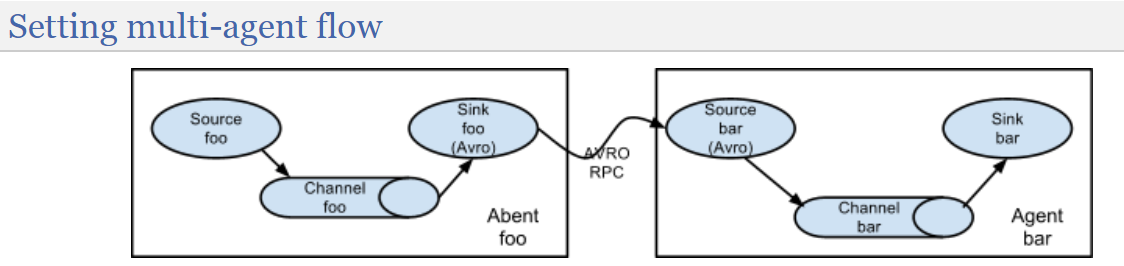 Setting multi-agent flow
Source
foo
Sink
foo
(Avro)
Channel
foo
Abent
foo
AVRO
RPC
Source
bar
(Avro)
Sink
bar
Channel
bar
Agent
bar